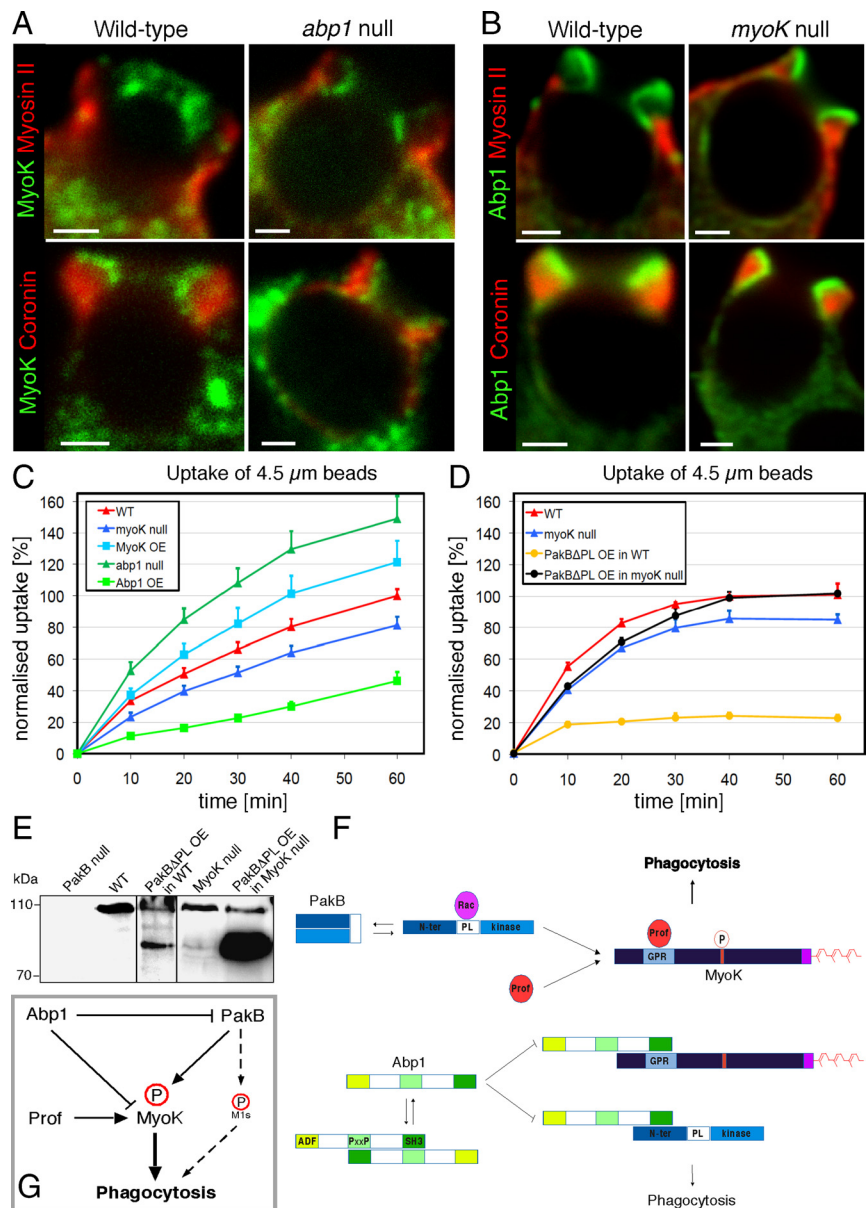 A
Wild-type
abp1 null
MyoK Myosin II
MyoK Coronin
B
Wild-type
myoK null
Abp1 Myosin II
Abp1 Coronin
C
Uptake of 4.5 µm beads
normalised uptake [%]
160
140
120
100
80
60
40
20
0
WT
myoK null
MyoK OE
abp1 null
Abp1 OE
0 10 20 30 40 50 60
time [min]
D
Uptake of 4.5 µm beads
normalised uptake [%]
160
140
120
100
80
60
40
20
0
WT
myoK null
PakBΔPL OE in WT
PakBΔPL OE in myoK null
0 10 20 30 40 50 60
time [min]
E
kDa
110
70
PakB null
WT
PakBΔPL OE
in WT
MyoK null
PakBΔPL OE
in MyoK null
F
Phagocytosis
PakB
Rac
N-ter PL kinase
Prof
Prof
P
GPR
MyoK
Abp1
ADF PxxP SH3
GPR
N-ter PL kinase
Phagocytosis
Abp1 PakB
P
P
Prof MyoK M1s
Phagocytosis
G